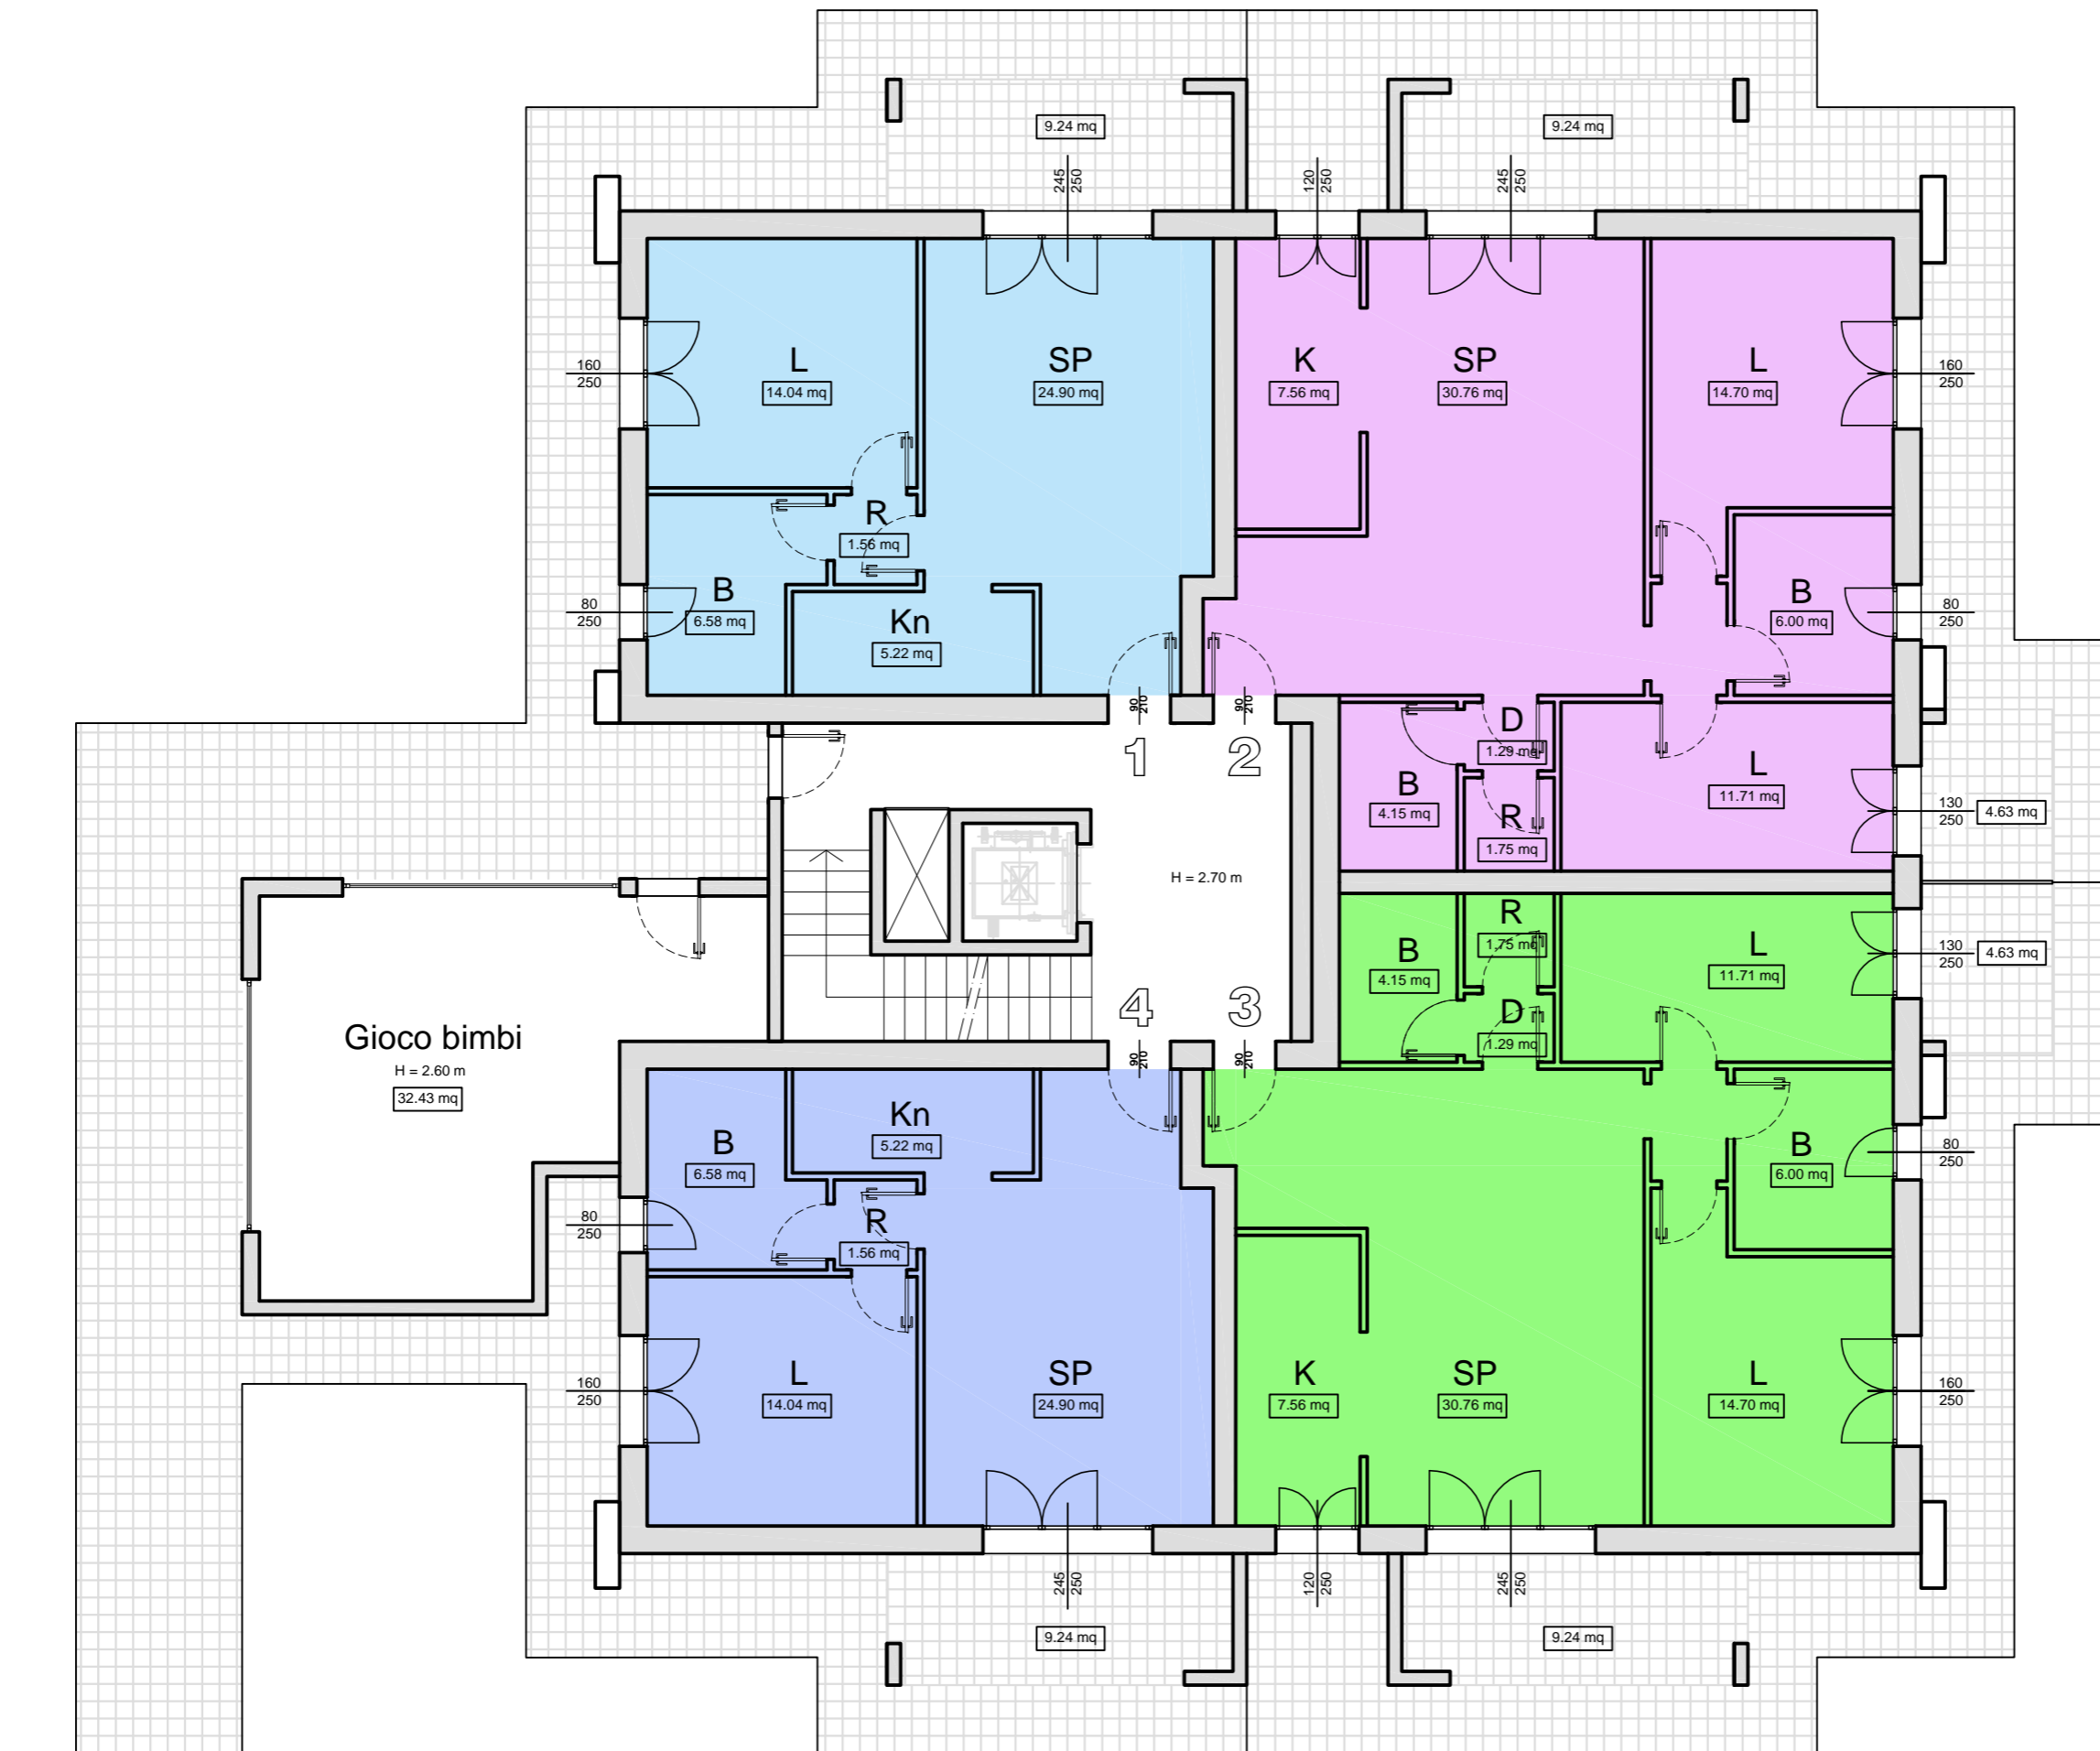 9.24 mq
9.24 mq
245
250
120
250
245
250
L
14.04 mq
SP
24.90 mq
K
7.56 mq
SP
30.76 mq
L
14.70 mq
160
250
160
250
R
1.56 mq
B
6.58 mq
Kn
5.22 mq
B
6.00 mq
80
250
80
250
90
210
90
210
1
2
D
1.29 mq
B
4.15 mq
R
1.75 mq
L
11.71 mq
130
250
4.63 mq
H = 2.70 m
R
1.75 mq
B
4.15 mq
D
1.29 mq
L
11.71 mq
130
250
4.63 mq
4
3
90
210
90
210
Gioco bimbi
H = 2.60 m
32.43 mq
B
6.58 mq
Kn
5.22 mq
R
1.56 mq
B
6.00 mq
80
250
80
250
L
14.04 mq
SP
24.90 mq
K
7.56 mq
SP
30.76 mq
L
14.70 mq
160
250
160
250
245
250
120
250
245
250
9.24 mq
9.24 mq